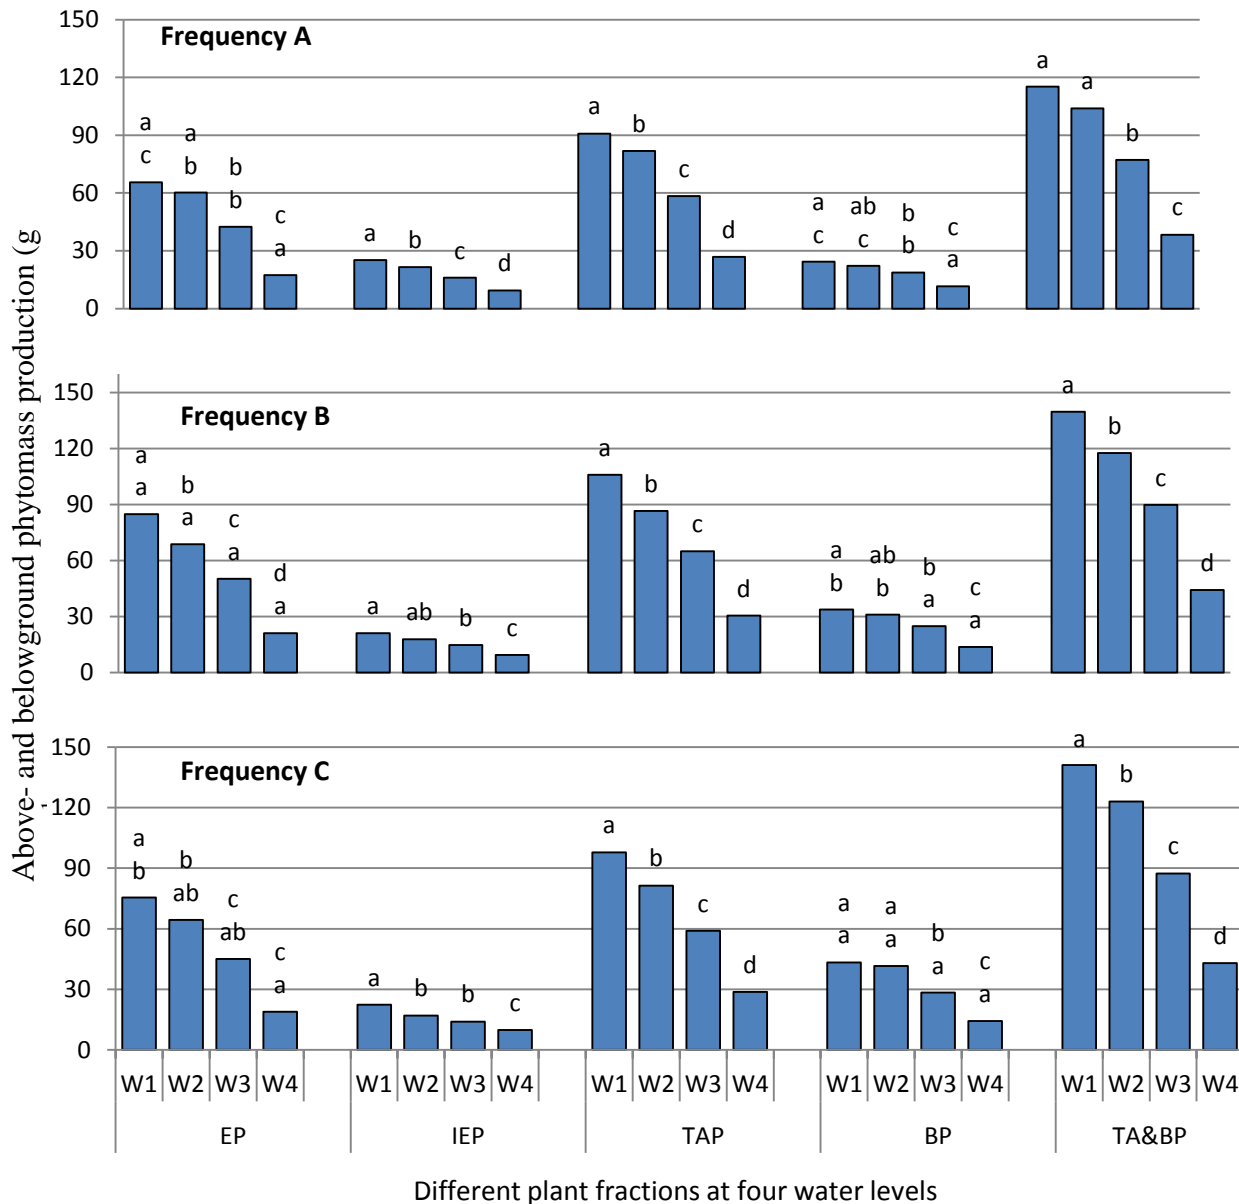 Above- and belowground phytomass production (g
150
120
90
60
30
0
Frequency A
a a b c
c b b a
a b c d
a b c d
a ab b c
c c b a
a a b c
150
120
90
60
30
0
Frequency B
a b c d
a a a a
a ab b c
a b c d
a ab b c
b b a a
a b c d
150
120
90
60
30
0
Frequency C
a b c c
b ab ab a
a b b c
a b c d
a a b c
a a a a
a b c d
W1 W2 W3 W4 W1 W2 W3 W4 W1 W2 W3 W4 W1 W2 W3 W4 W1 W2 W3 W4
EP IEP TAP BP TA&BP
Different plant fractions at four water levels